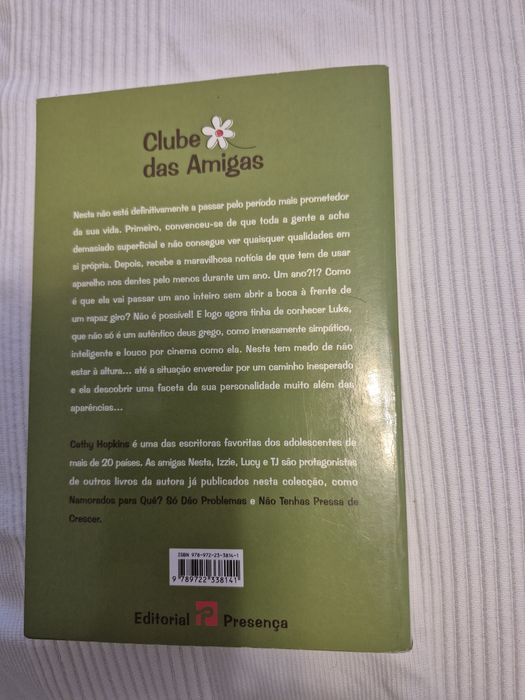 Clube
das Amigas
Nesta não está definitivamente a passar pelo período mais prometedor
da sua vida. Primeiro, convenceu-se de que toda a gente a acha
demasiado superficial e não consegue ver quaisquer qualidades em
si própria. Depois, recebe a maravilhosa notícia de que tem de usar
aparelho nos dentes pelo menos durante um ano. Um ano?!? Como
é que ela vai passar um ano inteiro sem abrir a boca à frente de
um rapaz giro? Não é possível! E logo agora tinha de conhecer Luke,
que não só é um autêntico deus grego, como imensamente simpático,
inteligente e louco por cinema como ela. Nesta tem medo de não
estar à altura... até a situação enveredar por um caminho inesperado
e ela descobrir uma faceta da sua personalidade muito além das
aparências...
Cathy Hopkins é uma das escritoras favoritas dos adolescentes de
mais de 20 países. As amigas Nesta, Izzie, Lucy e TJ são protagonistas
de outros livros da autora já publicados nesta colecção, como
Namorados para Quê? Só Dão Problemas e Não Tenhas Pressa de
Crescer.
ISBN 978-972-23-3814-1
9 789722 338141
Editorial Presença